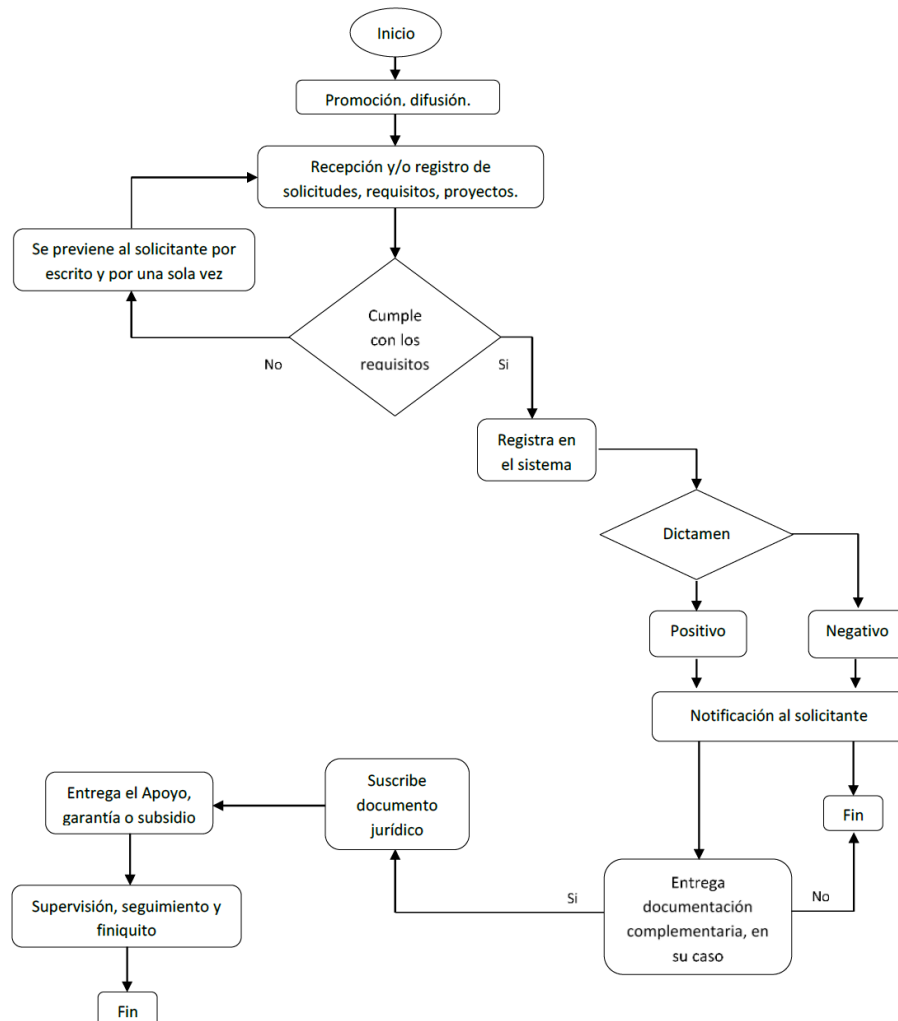 Inicio
Promoción, difusión.
Recepción y/o registro de
solicitudes, requisitos, proyectos.
Se previene al solicitante por
escrito y por una sola vez
Cumple
con los
requisitos
No
Si
Registra en
el sistema
Dictamen
Positivo
Negativo
Notificación al solicitante
Suscribe
documento
jurídico
Entrega el Apoyo,
garantía o subsidio
Fin
Entrega
documentación
complementaria, en
su caso
Si
No
Supervisión, seguimiento y
finiquito
Fin